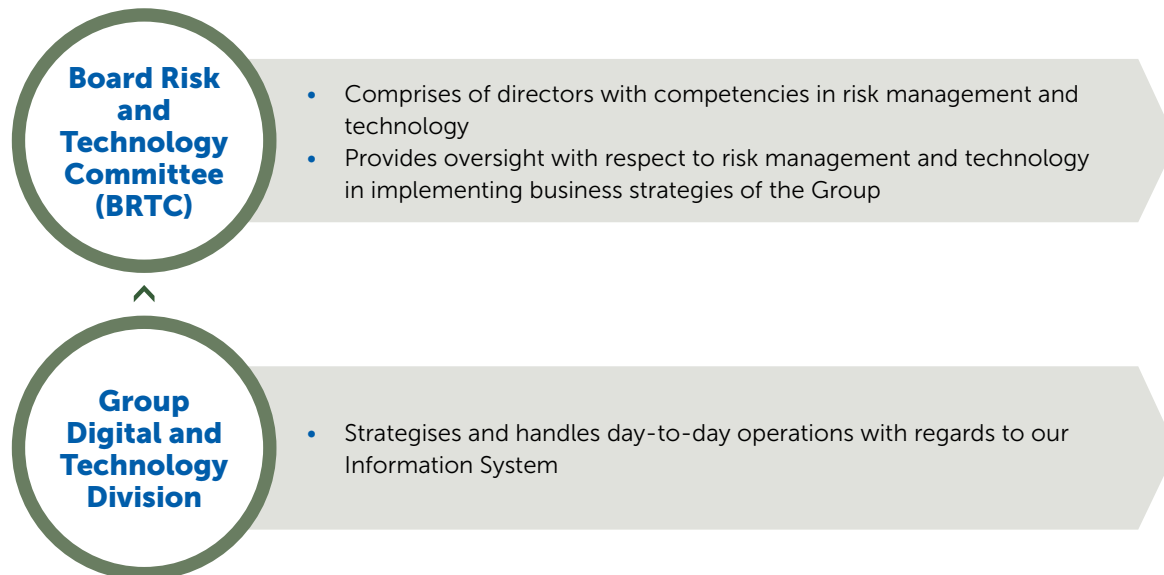 Board Risk
and
Technology
Committee
(BRTC)
• Comprises of directors with competencies in risk management and
technology
• Provides oversight with respect to risk management and technology
in implementing business strategies of the Group
Group
Digital and
Technology
Division
• Strategises and handles day-to-day operations with regards to our
Information System